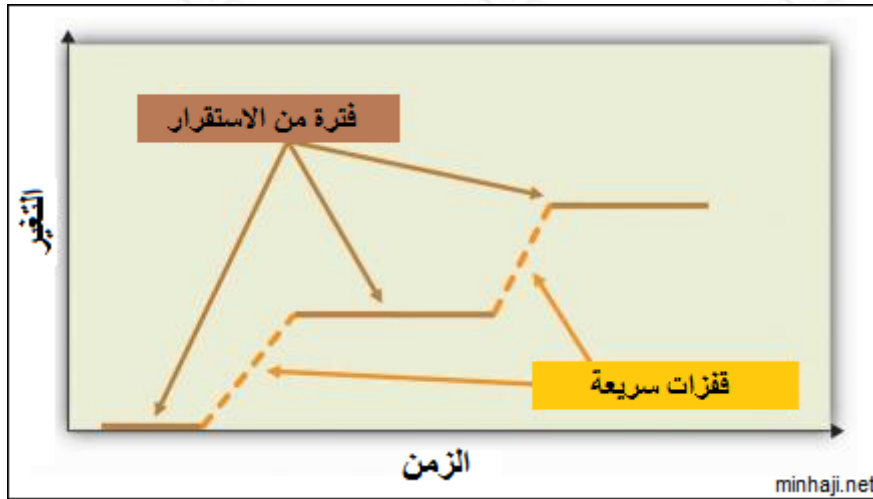 فترة من الاستقرار
التغير
قفزات سريعة
الزمن
minhaji.net